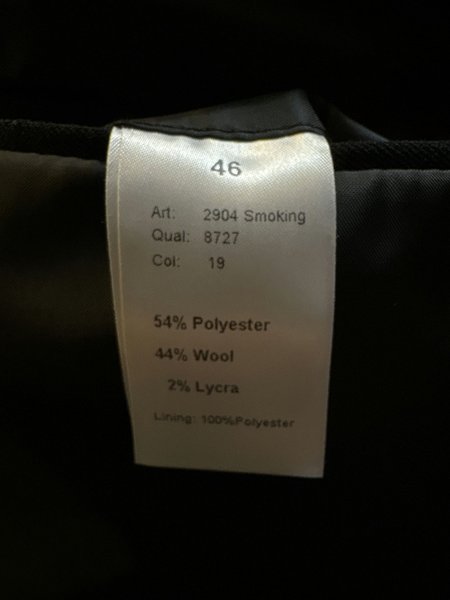 46
Art: 2904 Smoking
Qual: 8727
Col: 19
54% Polyester
44% Wool
2% Lycra
Lining: 100%Polyester